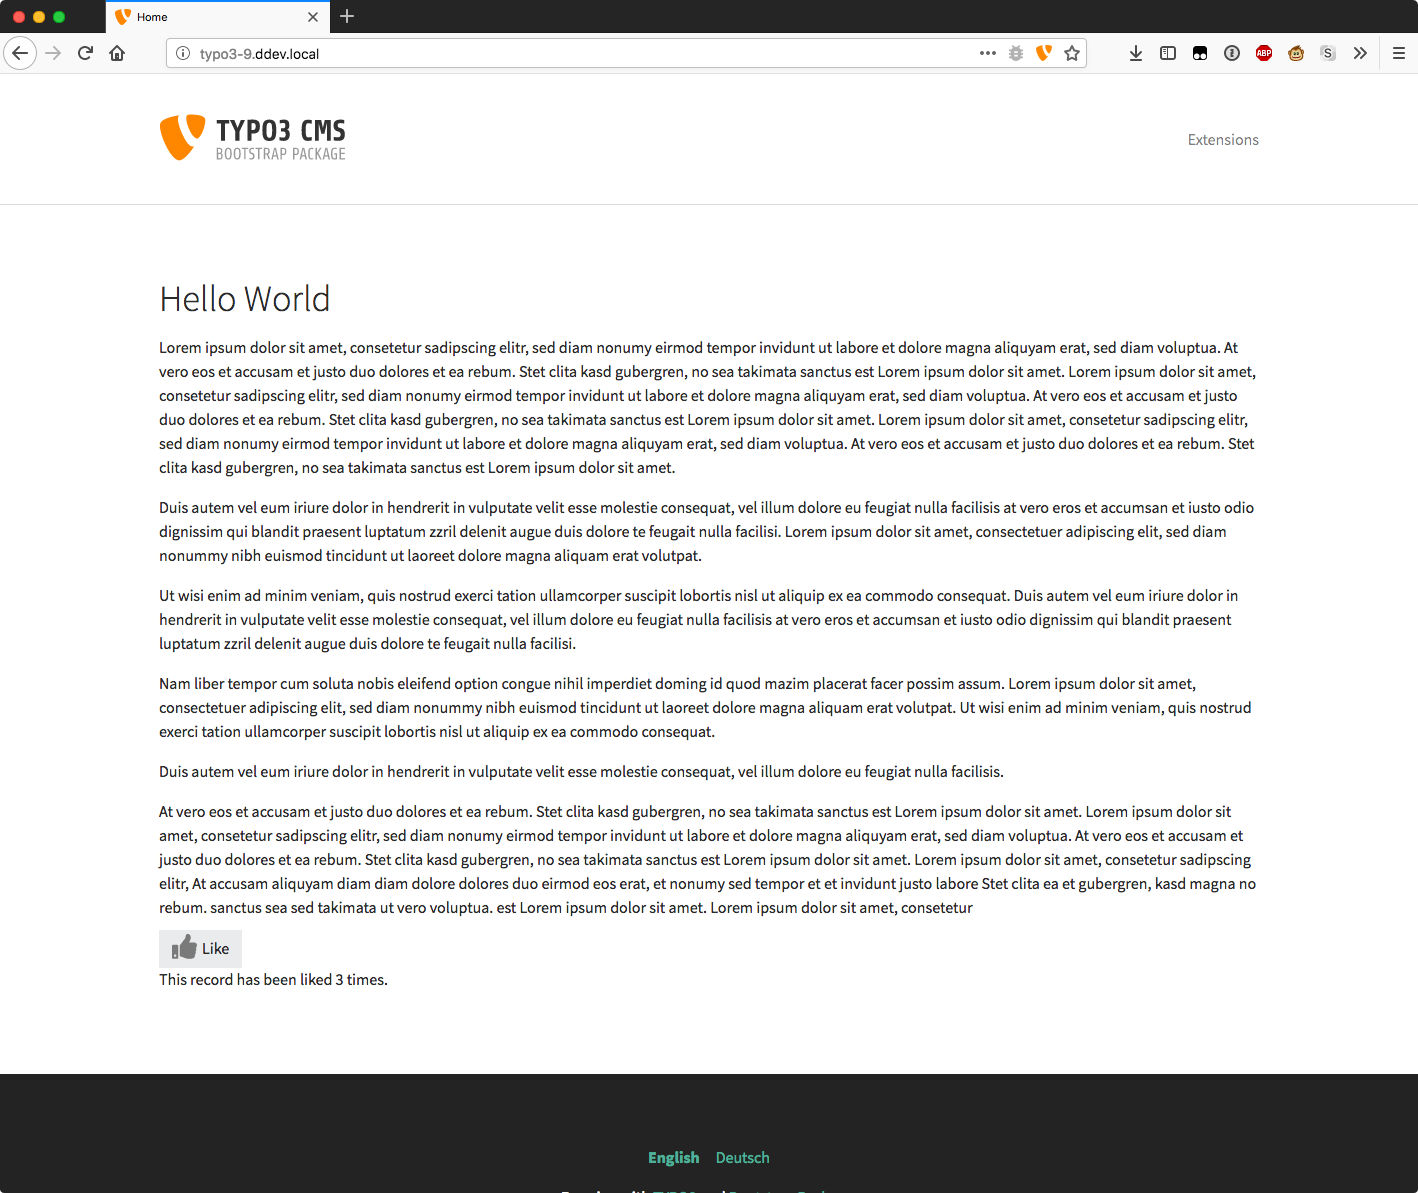 Home
typo3-9.ddev.local
ABP
S
TYPO3 CMS
BOOTSTRAP PACKAGE
Extensions
Hello World
Lorem ipsum dolor sit amet, consetetur sadipscing elitr, sed diam nonumy eirmod tempor invidunt ut labore et dolore magna aliquyam erat, sed diam voluptua. At
vero eos et accusam et justo duo dolores et ea rebum. Stet clita kasd gubergren, no sea takimata sanctus est Lorem ipsum dolor sit amet. Lorem ipsum dolor sit amet,
consetetur sadipscing elitr, sed diam nonumy eirmod tempor invidunt ut labore et dolore magna aliquyam erat, sed diam voluptua. At vero eos et accusam et justo
duo dolores et ea rebum. Stet clita kasd gubergren, no sea takimata sanctus est Lorem ipsum dolor sit amet. Lorem ipsum dolor sit amet, consetetur sadipscing elitr,
sed diam nonumy eirmod tempor invidunt ut labore et dolore magna aliquyam erat, sed diam voluptua. At vero eos et accusam et justo duo dolores et ea rebum. Stet
clita kasd gubergren, no sea takimata sanctus est Lorem ipsum dolor sit amet.
Duis autem vel eum iriure dolor in hendrerit in vulputate velit esse molestie consequat, vel illum dolore eu feugiat nulla facilisis at vero eros et accumsan et iusto odio
dignissim qui blandit praesent luptatum zzril delenit augue duis dolore te feugait nulla facilisi. Lorem ipsum dolor sit amet, consectetuer adipiscing elit, sed diam
nonummy nibh euismod tincidunt ut laoreet dolore magna aliquam erat volutpat.
Ut wisi enim ad minim veniam, quis nostrud exerci tation ullamcorper suscipit lobortis nisl ut aliquip ex ea commodo consequat. Duis autem vel eum iriure dolor in
hendrerit in vulputate velit esse molestie consequat, vel illum dolore eu feugiat nulla facilisis at vero eros et accumsan et iusto odio dignissim qui blandit praesent
luptatum zzril delenit augue duis dolore te feugait nulla facilisi.
Nam liber tempor cum soluta nobis eleifend option congue nihil imperdiet doming id quod mazim placerat facer possim assum. Lorem ipsum dolor sit amet,
consectetuer adipiscing elit, sed diam nonummy nibh euismod tincidunt ut laoreet dolore magna aliquam erat volutpat. Ut wisi enim ad minim veniam, quis nostrud
exerci tation ullamcorper suscipit lobortis nisl ut aliquip ex ea commodo consequat.
Duis autem vel eum iriure dolor in hendrerit in vulputate velit esse molestie consequat, vel illum dolore eu feugiat nulla facilisis.
At vero eos et accusam et justo duo dolores et ea rebum. Stet clita kasd gubergren, no sea takimata sanctus est Lorem ipsum dolor sit amet. Lorem ipsum dolor sit
amet, consetetur sadipscing elitr, sed diam nonumy eirmod tempor invidunt ut labore et dolore magna aliquyam erat, sed diam voluptua. At vero eos et accusam et
justo duo dolores et ea rebum. Stet clita kasd gubergren, no sea takimata sanctus est Lorem ipsum dolor sit amet. Lorem ipsum dolor sit amet, consetetur sadipscing
elitr, At accusam aliquyam diam diam dolore dolores duo eirmod eos erat, et nonumy sed tempor et et invidunt justo labore Stet clita ea et gubergren, kasd magna no
rebum. sanctus sea sed takimata ut vero voluptua. est Lorem ipsum dolor sit amet. Lorem ipsum dolor sit amet, consetetur
Like
This record has been liked 3 times.
English Deutsch